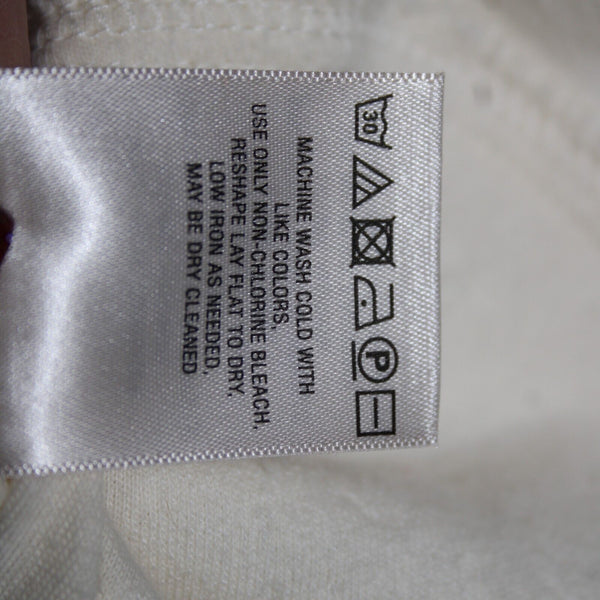 30
P
MACHINE WASH COLD WITH
LIKE COLORS,
USE ONLY NON-CHLORINE BLEACH,
RESHAPE LAY FLAT TO DRY,
LOW IRON AS NEEDED,
MAY BE DRY CLEANED